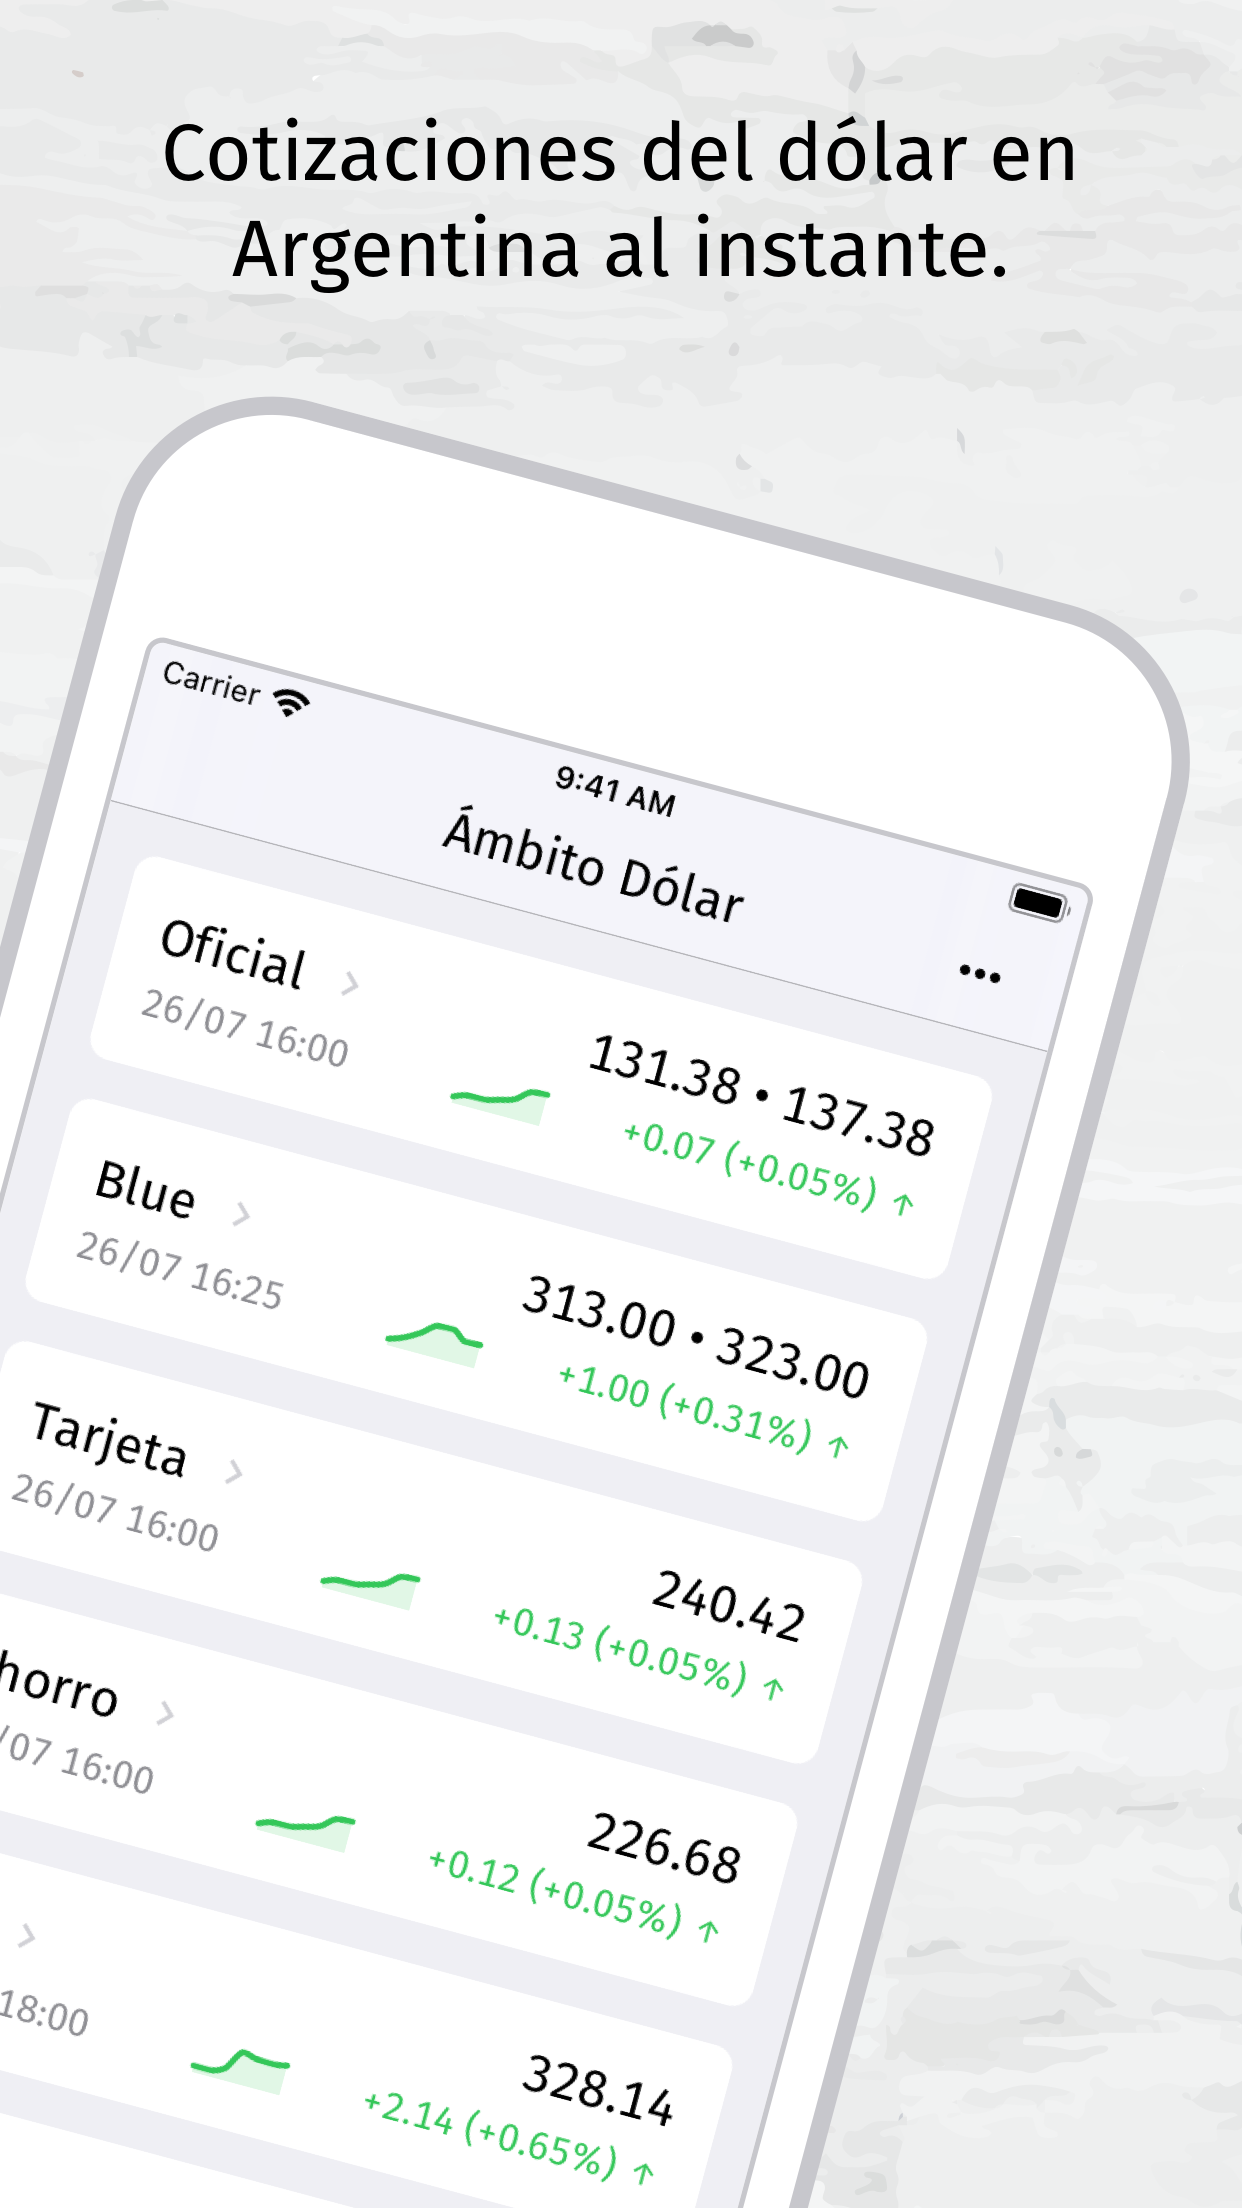 Cotizaciones del dólar en
Argentina al instante.
Carrier
9:41 AM
Ámbito Dólar
•••
Oficial >
26/07 16:00
131.38 • 137.38
+0.07 (+0.05%) ↑
Blue >
26/07 16:25
313.00 • 323.00
+1.00 (+0.31%) ↑
Tarjeta >
26/07 16:00
240.42
+0.13 (+0.05%) ↑
horro >
/07 16:00
226.68
+0.12 (+0.05%) ↑
>
18:00
328.14
+2.14 (+0.65%) ↑